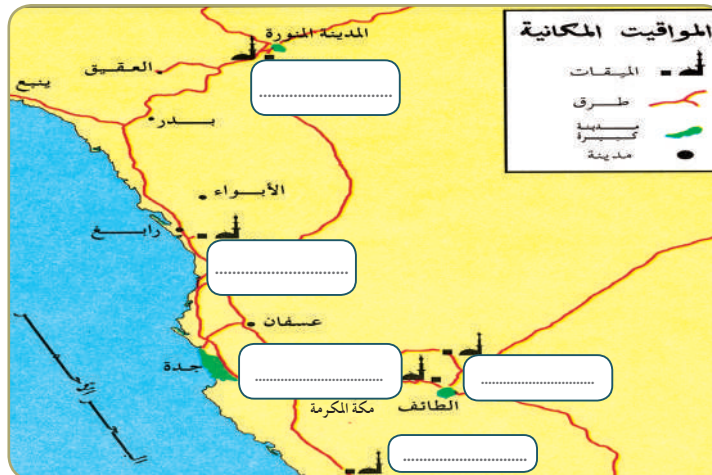 المواقيت المكانية
الميقات
طرق
مدينة
كبيرة
مدينة
المدينة المنورة
العقيق
ينبع
بدر
الأبواء
رابغ
عسفان
جدة
مكة المكرمة
الطائف